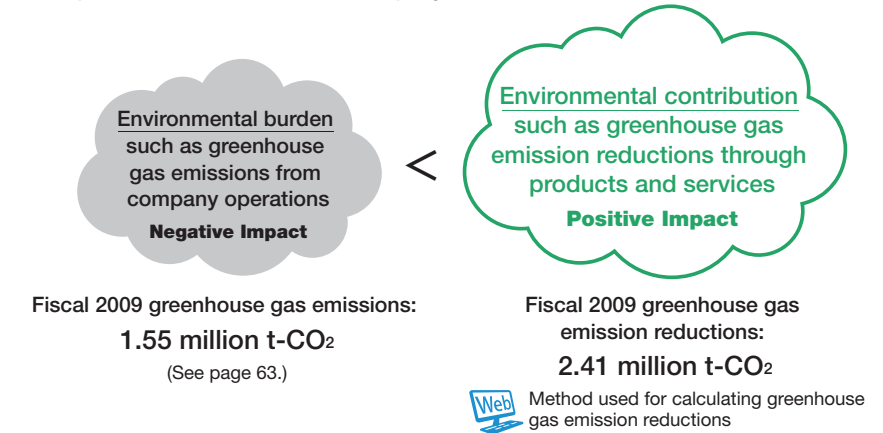 Environmental burden
such as greenhouse
gas emissions from
company operations
Negative Impact
<
Environmental contribution
such as greenhouse gas
emission reductions through
products and services
Positive Impact
Fiscal 2009 greenhouse gas emissions:
1.55 million t-CO2
(See page 63.)
Fiscal 2009 greenhouse gas
emission reductions:
2.41 million t-CO2
Web
Method used for calculating greenhouse
gas emission reductions